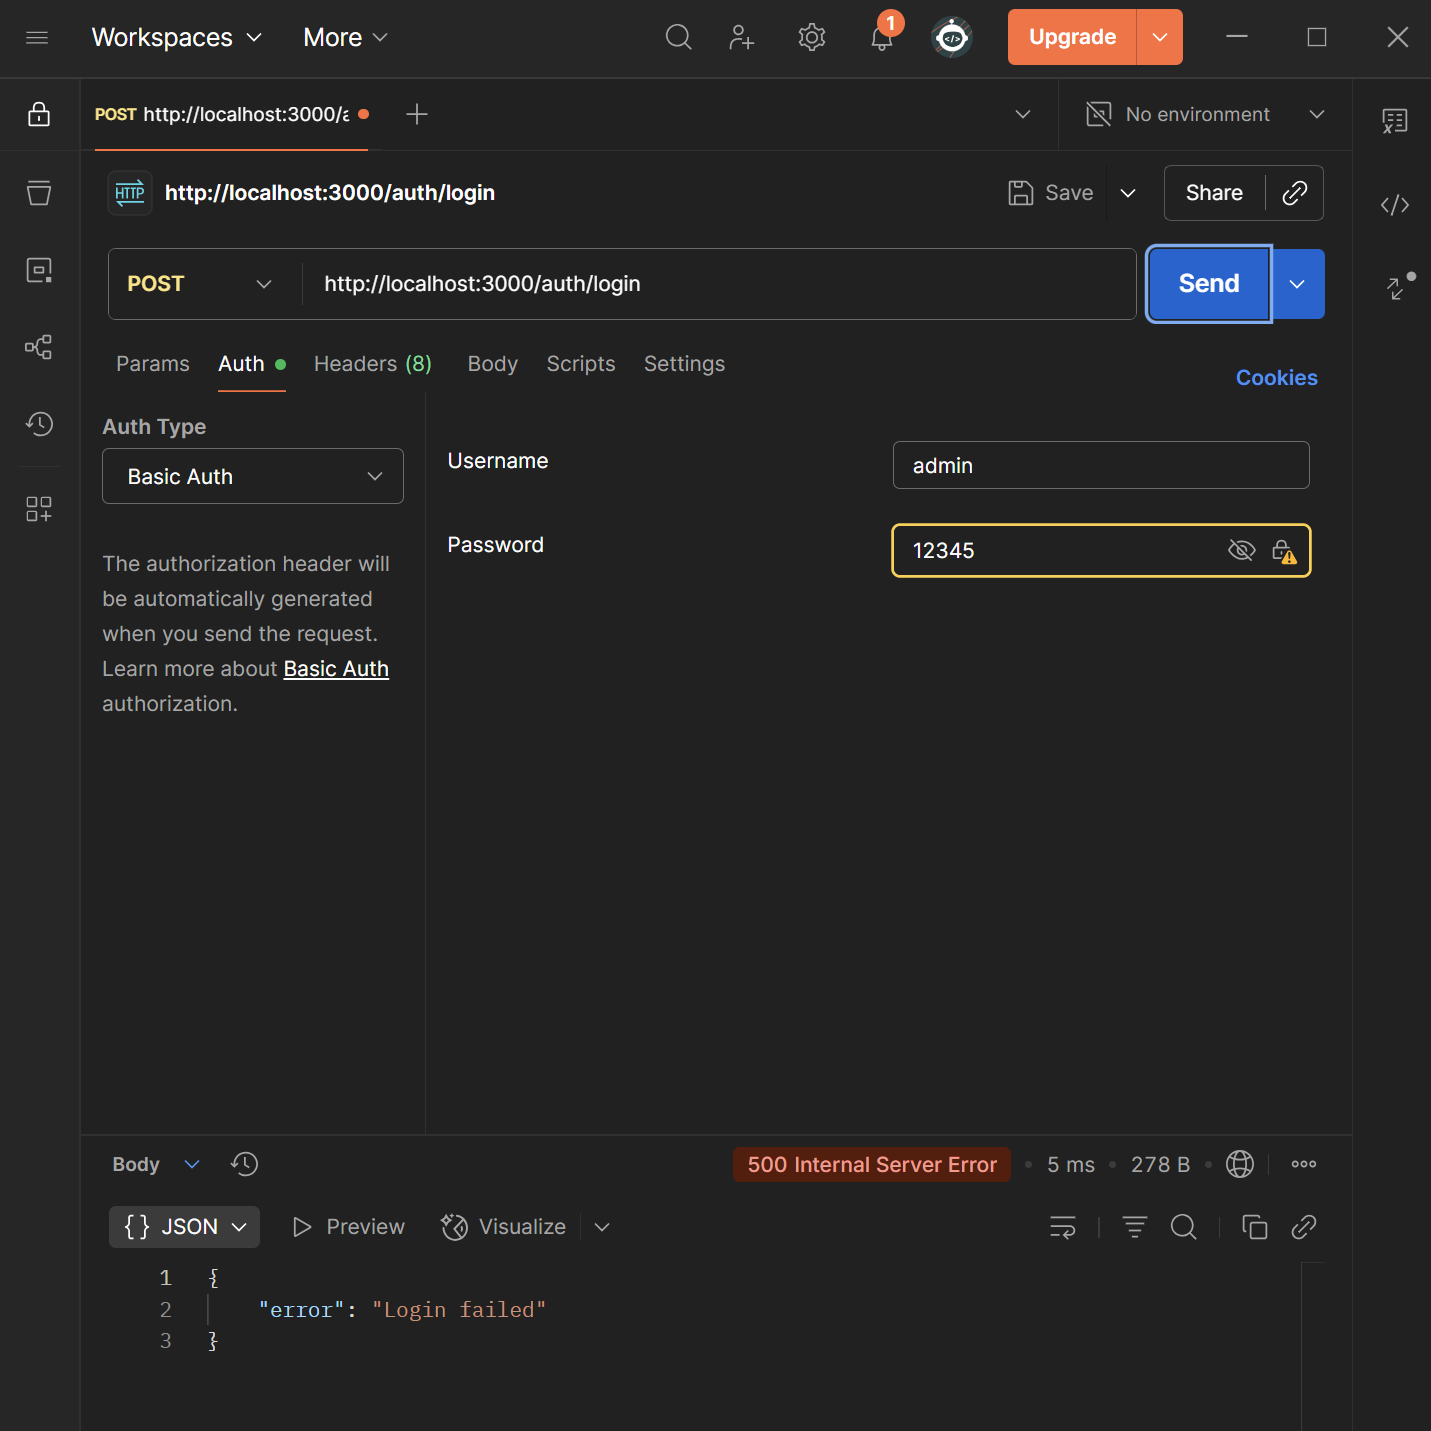 Workspaces More 1 Upgrade
POST http://localhost:3000/a No environment
HTTP http://localhost:3000/auth/login Save Share
POST http://localhost:3000/auth/login Send
Params Auth Headers (8) Body Scripts Settings Cookies
Auth Type
Basic Auth
The authorization header will
be automatically generated
when you send the request.
Learn more about Basic Auth
authorization.
Username admin
Password 12345
Body 500 Internal Server Error 5 ms 278 B
{} JSON Preview Visualize
1 {
2 "error": "Login failed"
3 }